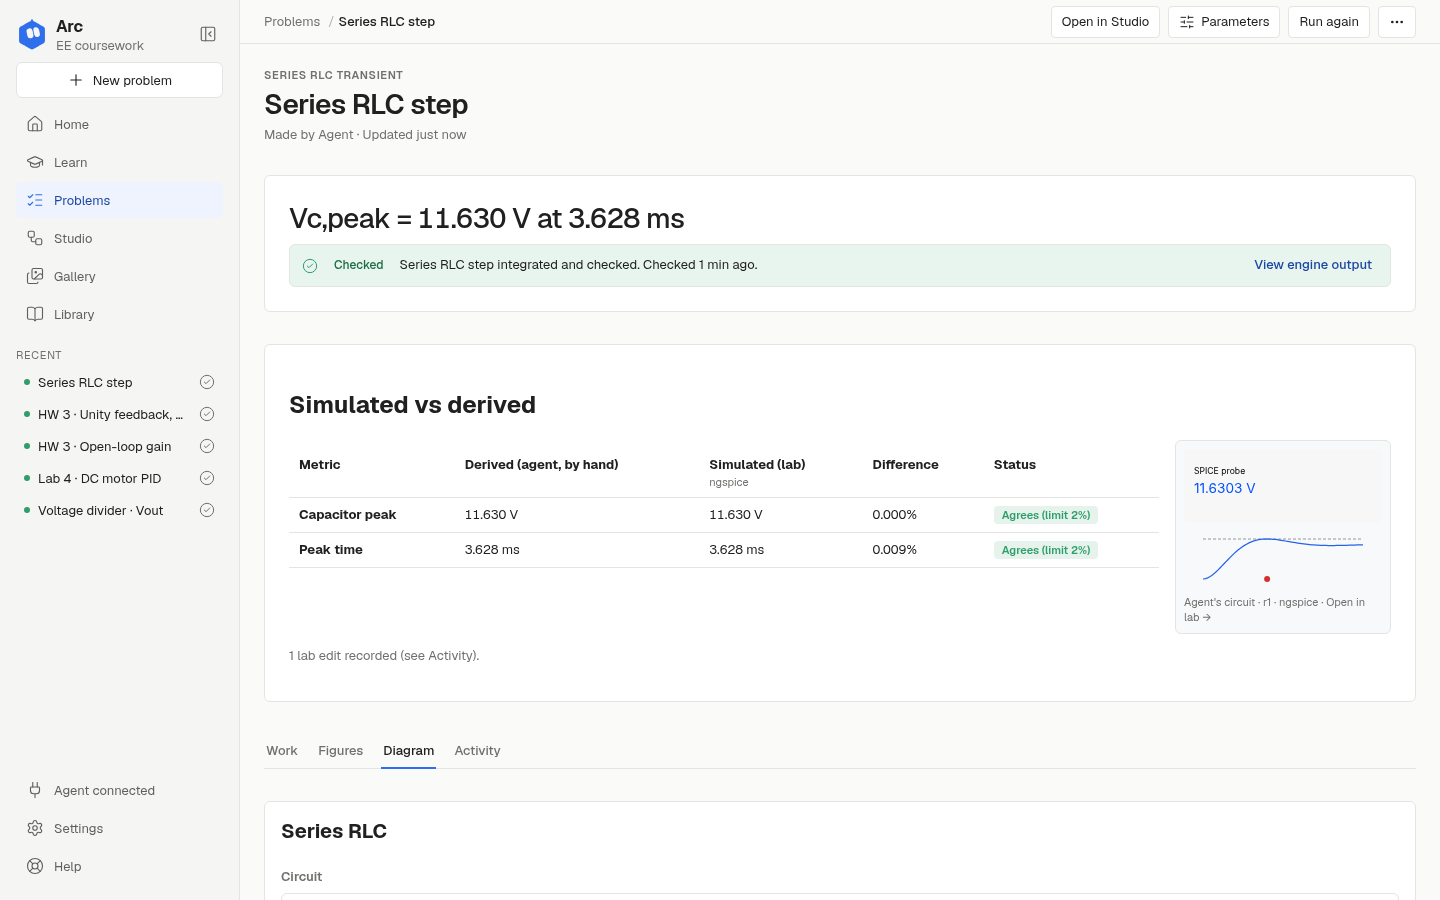 Arc
EE coursework
New problem
Home
Learn
Problems
Studio
Gallery
Library
RECENT
Series RLC step
HW 3 · Unity feedback, …
HW 3 · Open-loop gain
Lab 4 · DC motor PID
Voltage divider · Vout
Agent connected
Settings
Help
Problems / Series RLC step
Open in Studio
Parameters
Run again
SERIES RLC TRANSIENT
Series RLC step
Made by Agent · Updated just now
Vc,peak = 11.630 V at 3.628 ms
Checked Series RLC step integrated and checked. Checked 1 min ago. View engine output
Simulated vs derived
Metric Derived (agent, by hand) Simulated (lab) Difference Status
ngspice
Capacitor peak 11.630 V 11.630 V 0.000% Agrees (limit 2%)
Peak time 3.628 ms 3.628 ms 0.009% Agrees (limit 2%)
SPICE probe
11.6303 V
Agent's circuit · r1 · ngspice · Open in
lab →
1 lab edit recorded (see Activity).
Work Figures Diagram Activity
Series RLC
Circuit